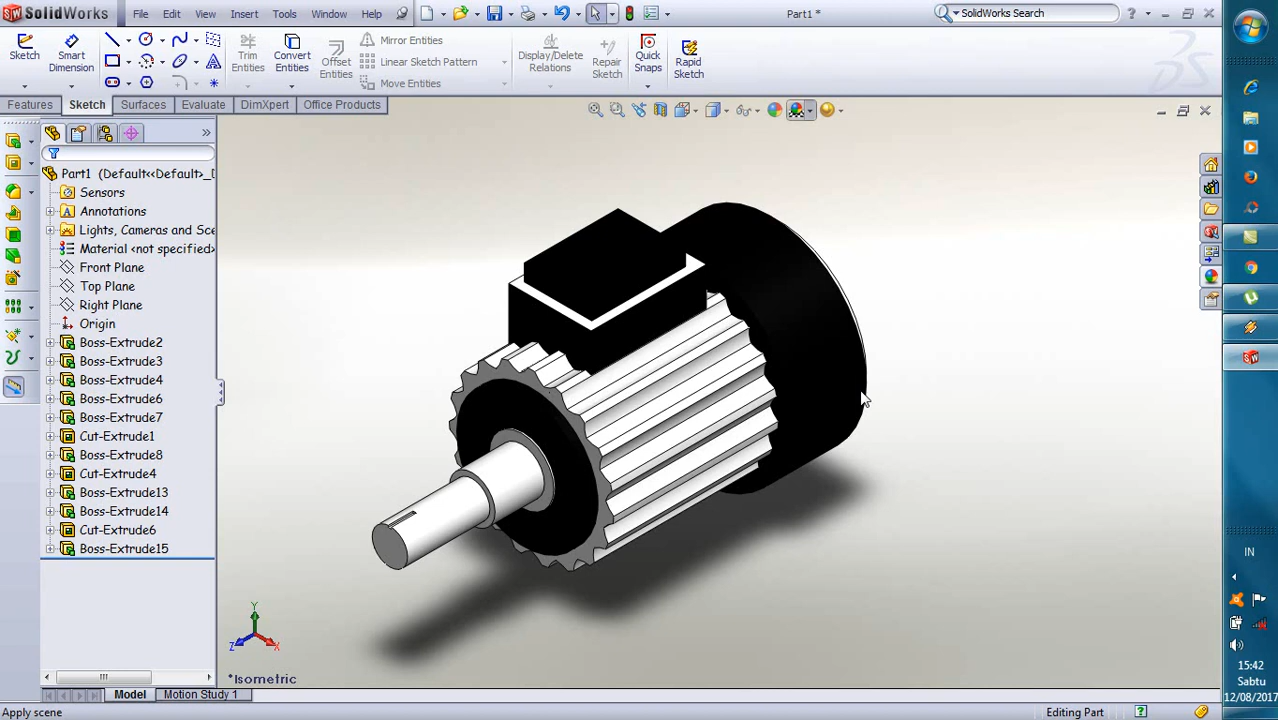 SolidWorks
File
Edit
View
Insert
Tools
Window
Help
Part1 *
SolidWorks Search
Sketch
Smart Dimension
Trim Entities
Convert Entities
Offset Entities
Mirror Entities
Linear Sketch Pattern
Move Entities
Display/Delete Relations
Repair Sketch
Quick Snaps
Rapid Sketch
Features
Sketch
Surfaces
Evaluate
DimXpert
Office Products
Part1 (Default<<Default>_D
Sensors
Annotations
Lights, Cameras and Sce
Material <not specified>
Front Plane
Top Plane
Right Plane
Origin
Boss-Extrude2
Boss-Extrude3
Boss-Extrude4
Boss-Extrude6
Boss-Extrude7
Cut-Extrude1
Boss-Extrude8
Cut-Extrude4
Boss-Extrude13
Boss-Extrude14
Cut-Extrude6
Boss-Extrude15
Y
Z
X
*Isometric
Model
Motion Study 1
Apply scene
Editing Part
IN
15:42
Sabtu
12/08/2017